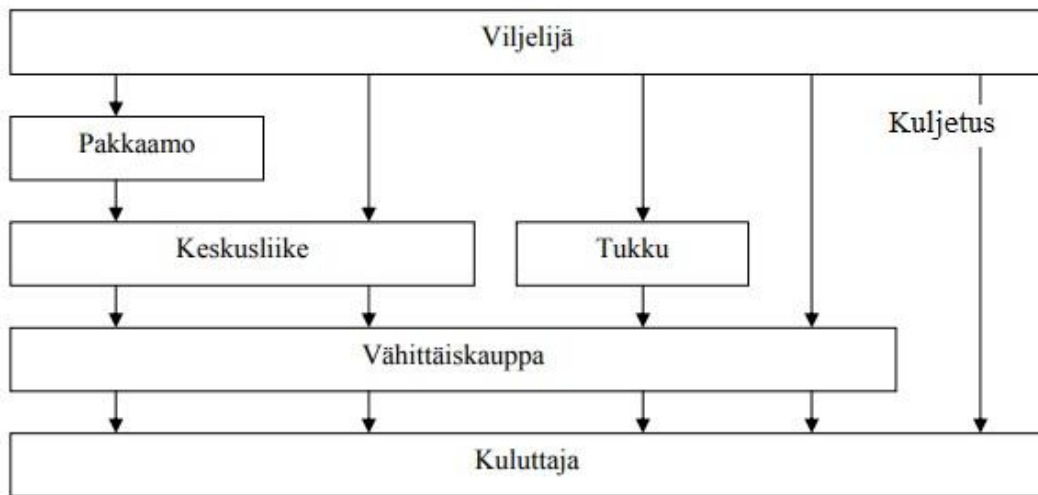 Viljelijä
Kuljetus
Pakkaamo
Keskusliike
Tukku
Vähittäiskauppa
Kuluttaja